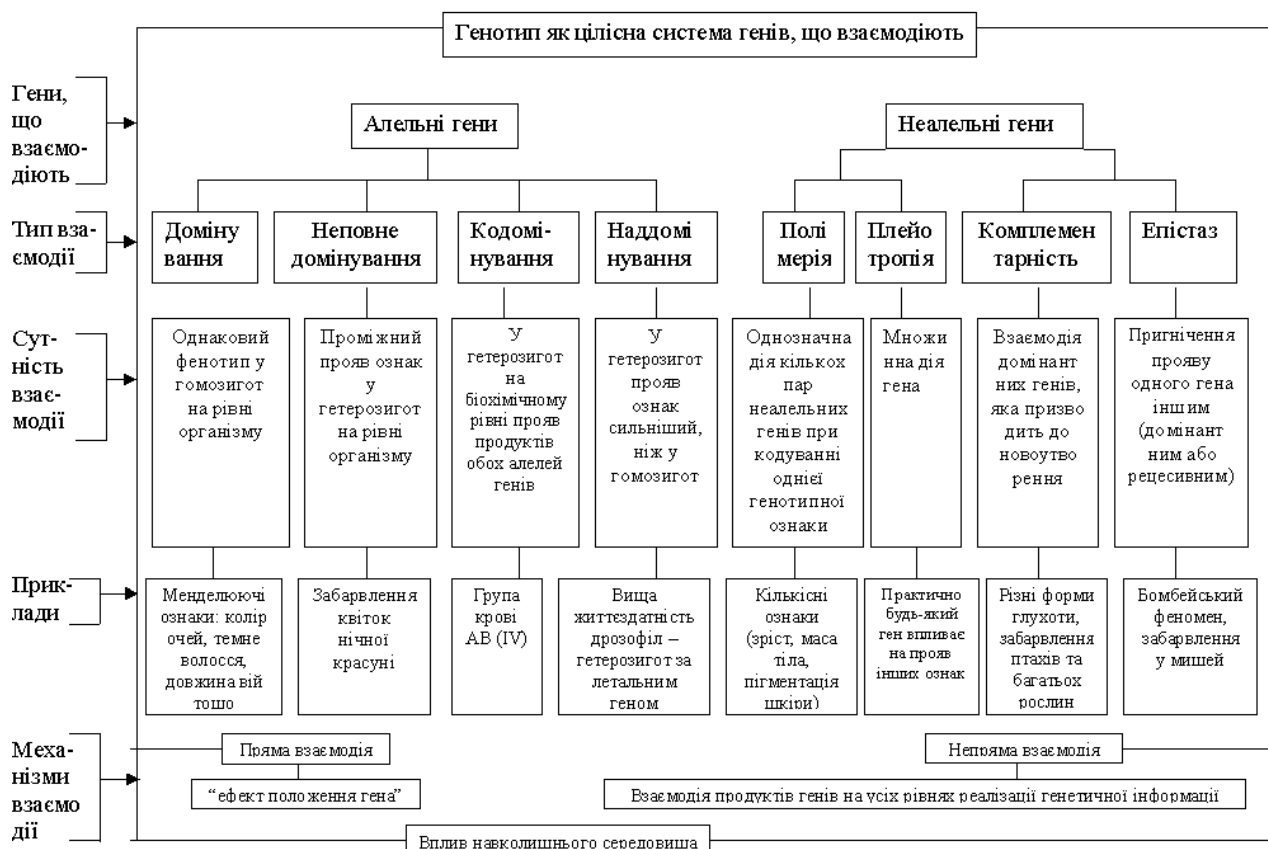 Генотип як цілісна система генів, що взаємодіють
Гени,
що
взаємо-
діють
Алельні гени
Неалельні гени
Тип вза-
ємодії
Доміну
вання
Неповне
домінування
Кодомі-
нування
Наддомі
нування
Полі
мерія
Плейо
тропія
Комплемен
тарність
Епістаз
Сут-
ність
взає-
модії
Однаковий
фенотип у
гомозигот
на рівні
організму
Проміжний
прояв ознак
у
гетерозигот
на рівні
організму
У
гетерозигот
на
біохімічному
рівні прояв
продуктів
обох алелей
генів
У
гетерозигот
прояв
ознак
сильніший,
ніж у
гомозигот
Однозначна
дія кількох
пар
неалельних
генів при
кодуванні
однієї
генотипної
ознаки
Множин
на дія
гена
Взаємодія
домінант
них генів,
яка призво
дить до
новоутво
рення
Пригнічення
прояву
одного гена
іншим
(домінант
ним або
рецесивним)
Прик-
лади
Менделюючі
ознаки: колір
очей, темне
волосся,
довжина вій
тошо
Забарвлення
квіток
нічної
красуні
Група
крові
АВ (IV)
Вища
життєздатність
дрозофіл –
гетерозигот за
летальним
геном
Кількісні
ознаки
(зріст, маса
тіла,
пігментація
шкіри)
Практично
будь-який
ген впливає
на прояв
інших ознак
Різні форми
глухоти,
забарвлення
птахів та
багатьох
рослин
Бомбейський
феномен,
забарвлення
у мишей
Меха-
нізми
взаємо
дії
Пряма взаємодія
Непряма взаємодія
“ефект положення гена”
Взаємодія продуктів генів на усіх рівнях реалізації генетичної інформації
Вплив навколишнього середовища